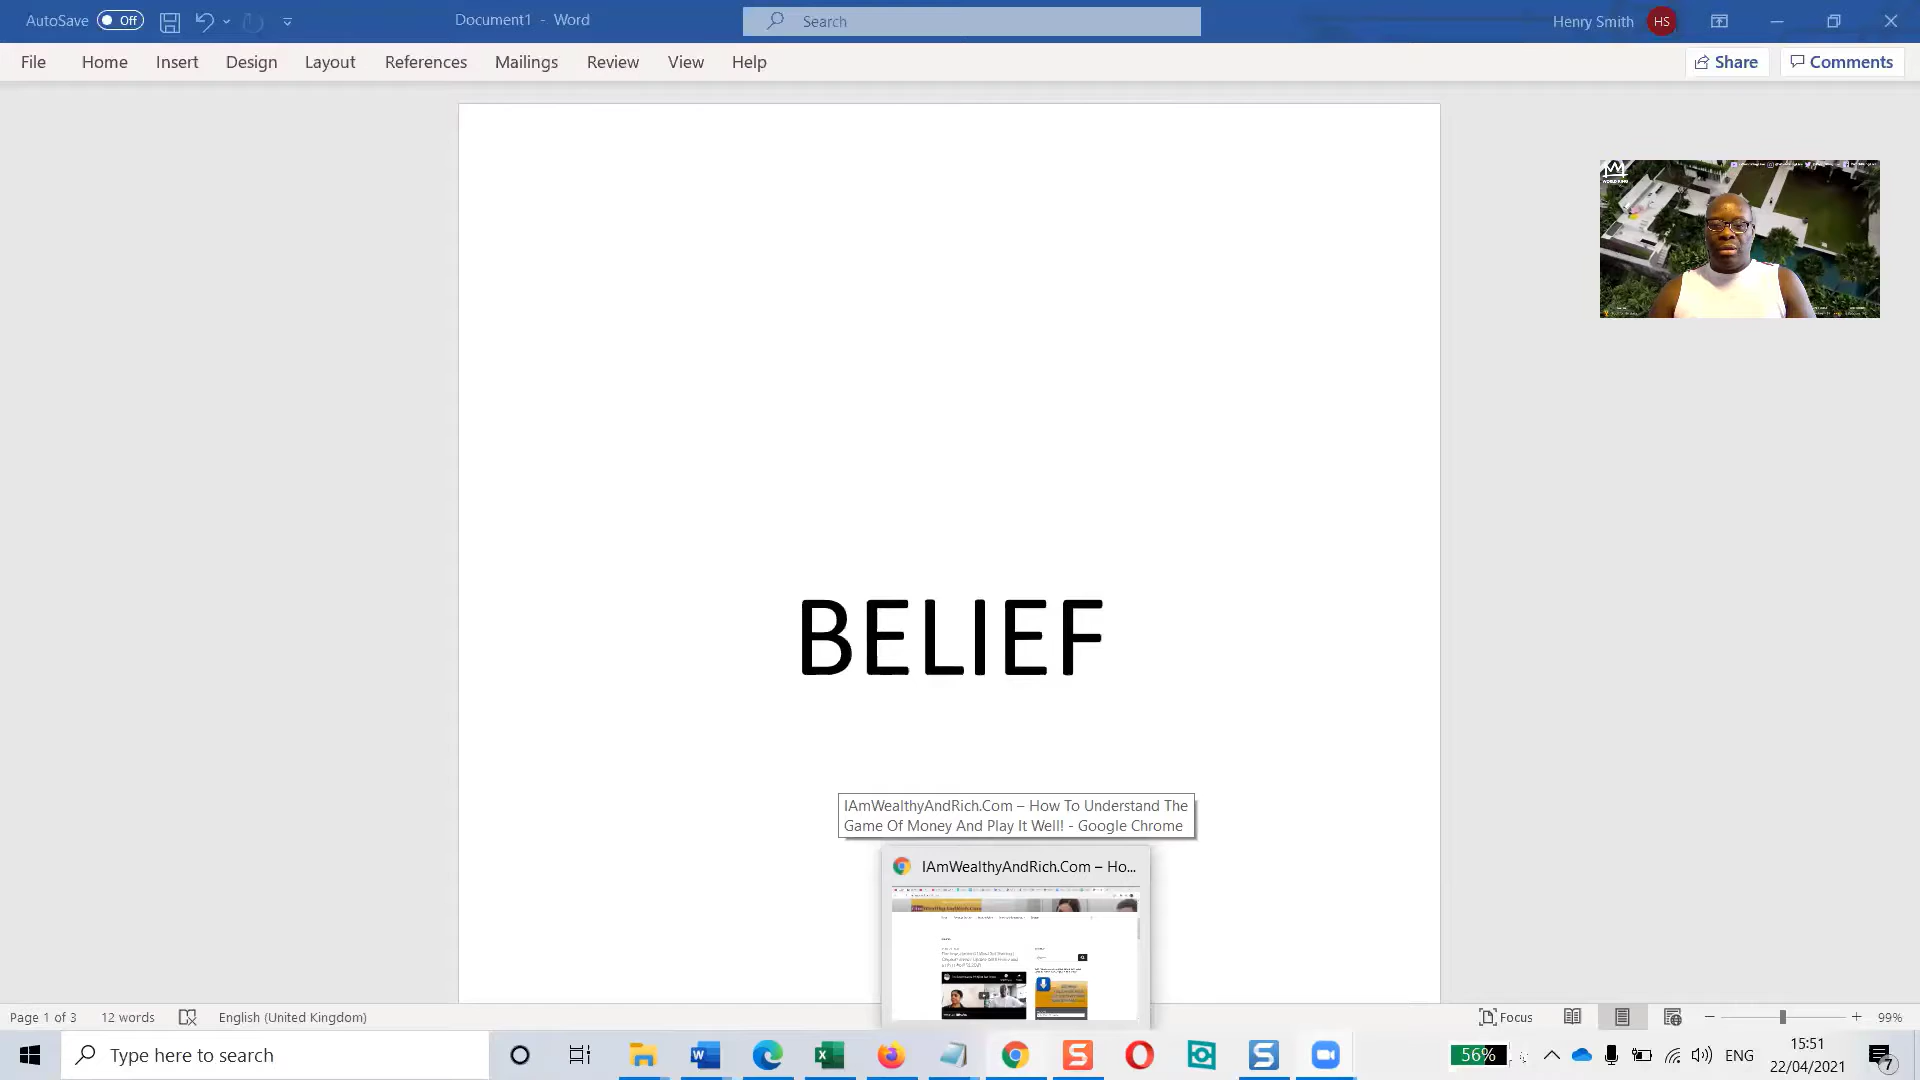 AutoSave Off
Document1 - Word
Search
Henry Smith HS
File Home Insert Design Layout References Mailings Review View Help
Share Comments
WORLD KING
BELIEF
IAmWealthyAndRich.Com – How To Understand The
Game Of Money And Play It Well! - Google Chrome
IAmWealthyAndRich.Com – Ho...
Page 1 of 3 12 words English (United Kingdom)
Focus 99%
Type here to search
56% ENG
15:51
22/04/2021
7